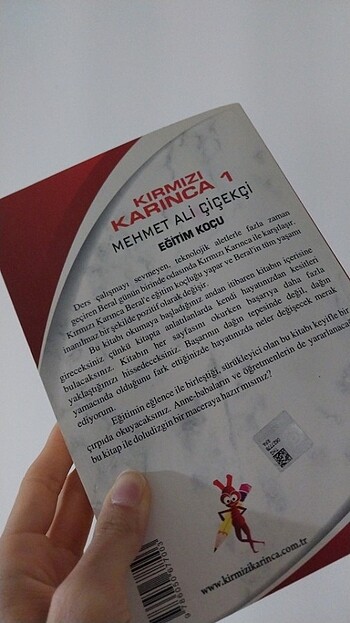 KIRMIZI
KARINCA 1
MEHMET ALİ ÇİÇEKÇİ
EĞİTİM KOÇU
Ders çalışmayı sevmeyen, teknolojik aletlerle fazla zaman
geçiren Beral günün birinde odasında Kırmızı Karınca ile karşılaşır.
Kırmızı Karınca Beral'e eğitim koçluğu yapar ve Beral'in tüm yaşamı
inanılmaz bir şekilde pozitif olarak değişir.
Bu kitabı okumaya başladığınız andan itibaren kitabın içerisine
gireceksiniz çünkü kitapta anlatılanlarda kendi hayatınızdan kesitleri
bulacaksınız. Kitabın her sayfasını okurken başarıya daha fazla
yaklaştığınızı hissedeceksiniz. Başarının dağın tepesinde değil, dağın
yamacında olduğunu fark ettiğinizde hayatınızda neler değişecek merak
ediyorum.
Eğitimin eğlence ile birleştiği, sürükleyici olan bu kitabı keyifle bir
çırpıda okuyacaksınız. Anne-babaların ve öğretmenlerin de yararlanacağı
bu kitap ile doludizgin bir maceraya hazır mısınız?
www.kirmizikarinca.com.tr